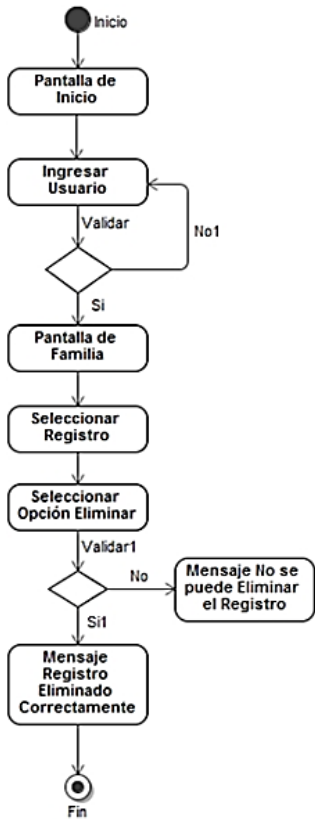 Inicio
Pantalla de
Inicio
Ingresar
Usuario
Validar
No1
Si
Pantalla de
Familia
Seleccionar
Registro
Seleccionar
Opción Eliminar
Validar1
No
Mensaje No se
puede Eliminar
el Registro
Si1
Mensaje
Registro
Eliminado
Correctamente
Fin